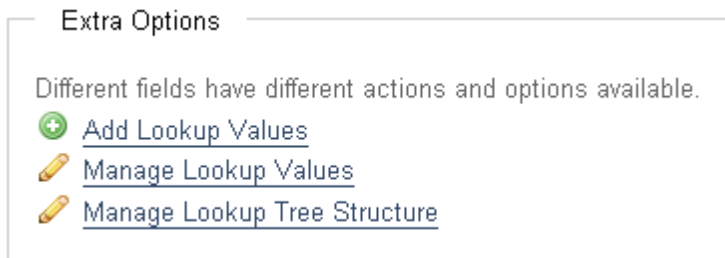 Extra Options
Different fields have different actions and options available.
Add Lookup Values
Manage Lookup Values
Manage Lookup Tree Structure